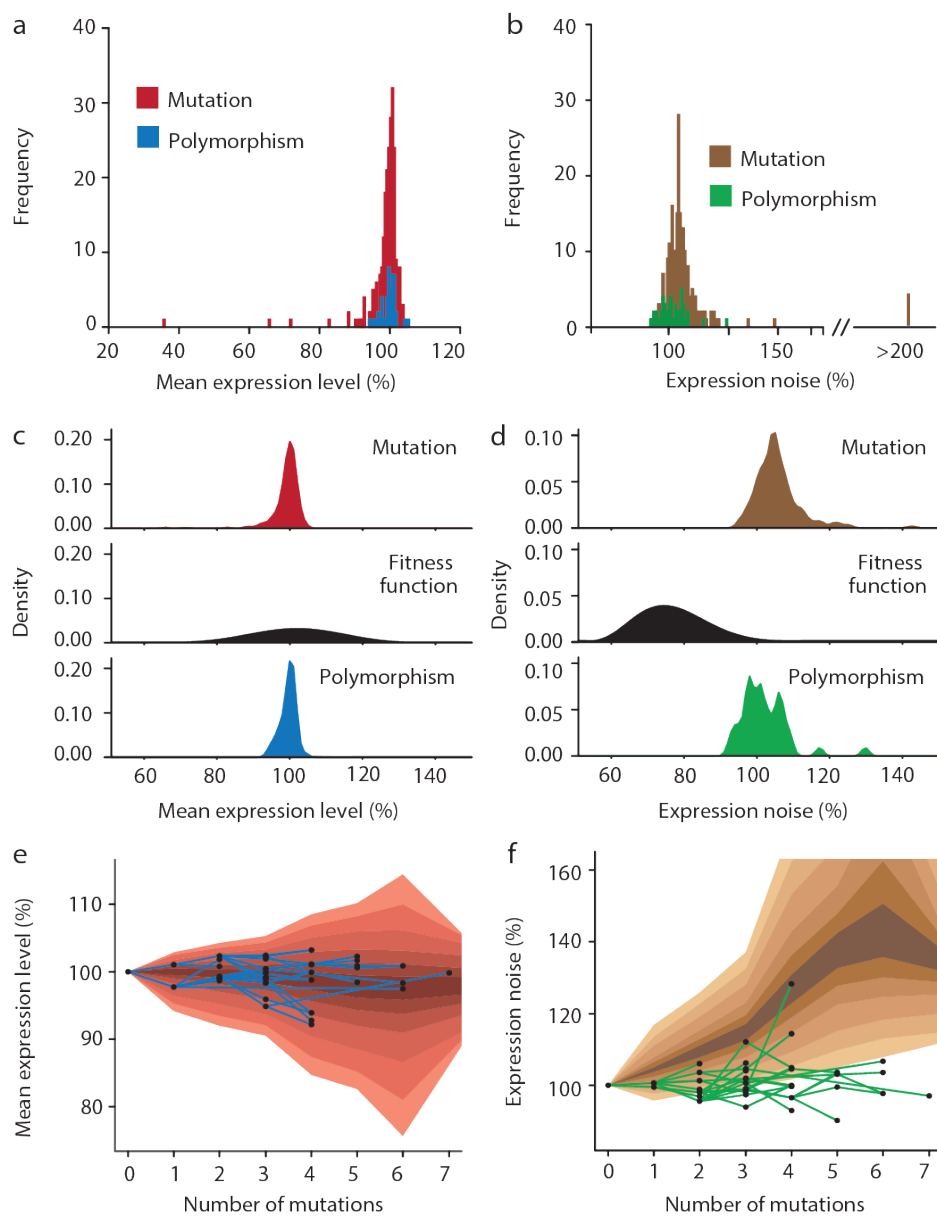 a
40
30
20
10
0
Frequency
Mutation
Polymorphism
20
40
60
80
100
120
Mean expression level (%)
b
40
30
20
10
0
Frequency
Mutation
Polymorphism
100
150
>200
Expression noise (%)
c
0.20
0.10
0.00
Mutation
0.20
0.10
0.00
Fitness
function
Density
0.20
0.10
0.00
Polymorphism
60
80
100
120
140
Mean expression level (%)
d
0.10
0.05
0.00
Mutation
0.10
0.05
0.00
Fitness
function
Density
0.10
0.05
0.00
Polymorphism
60
80
100
120
140
Expression noise (%)
e
110
100
90
80
Mean expression level (%)
0
1
2
3
4
5
6
7
Number of mutations
f
160
140
120
100
Expression noise (%)
0
1
2
3
4
5
6
7
Number of mutations